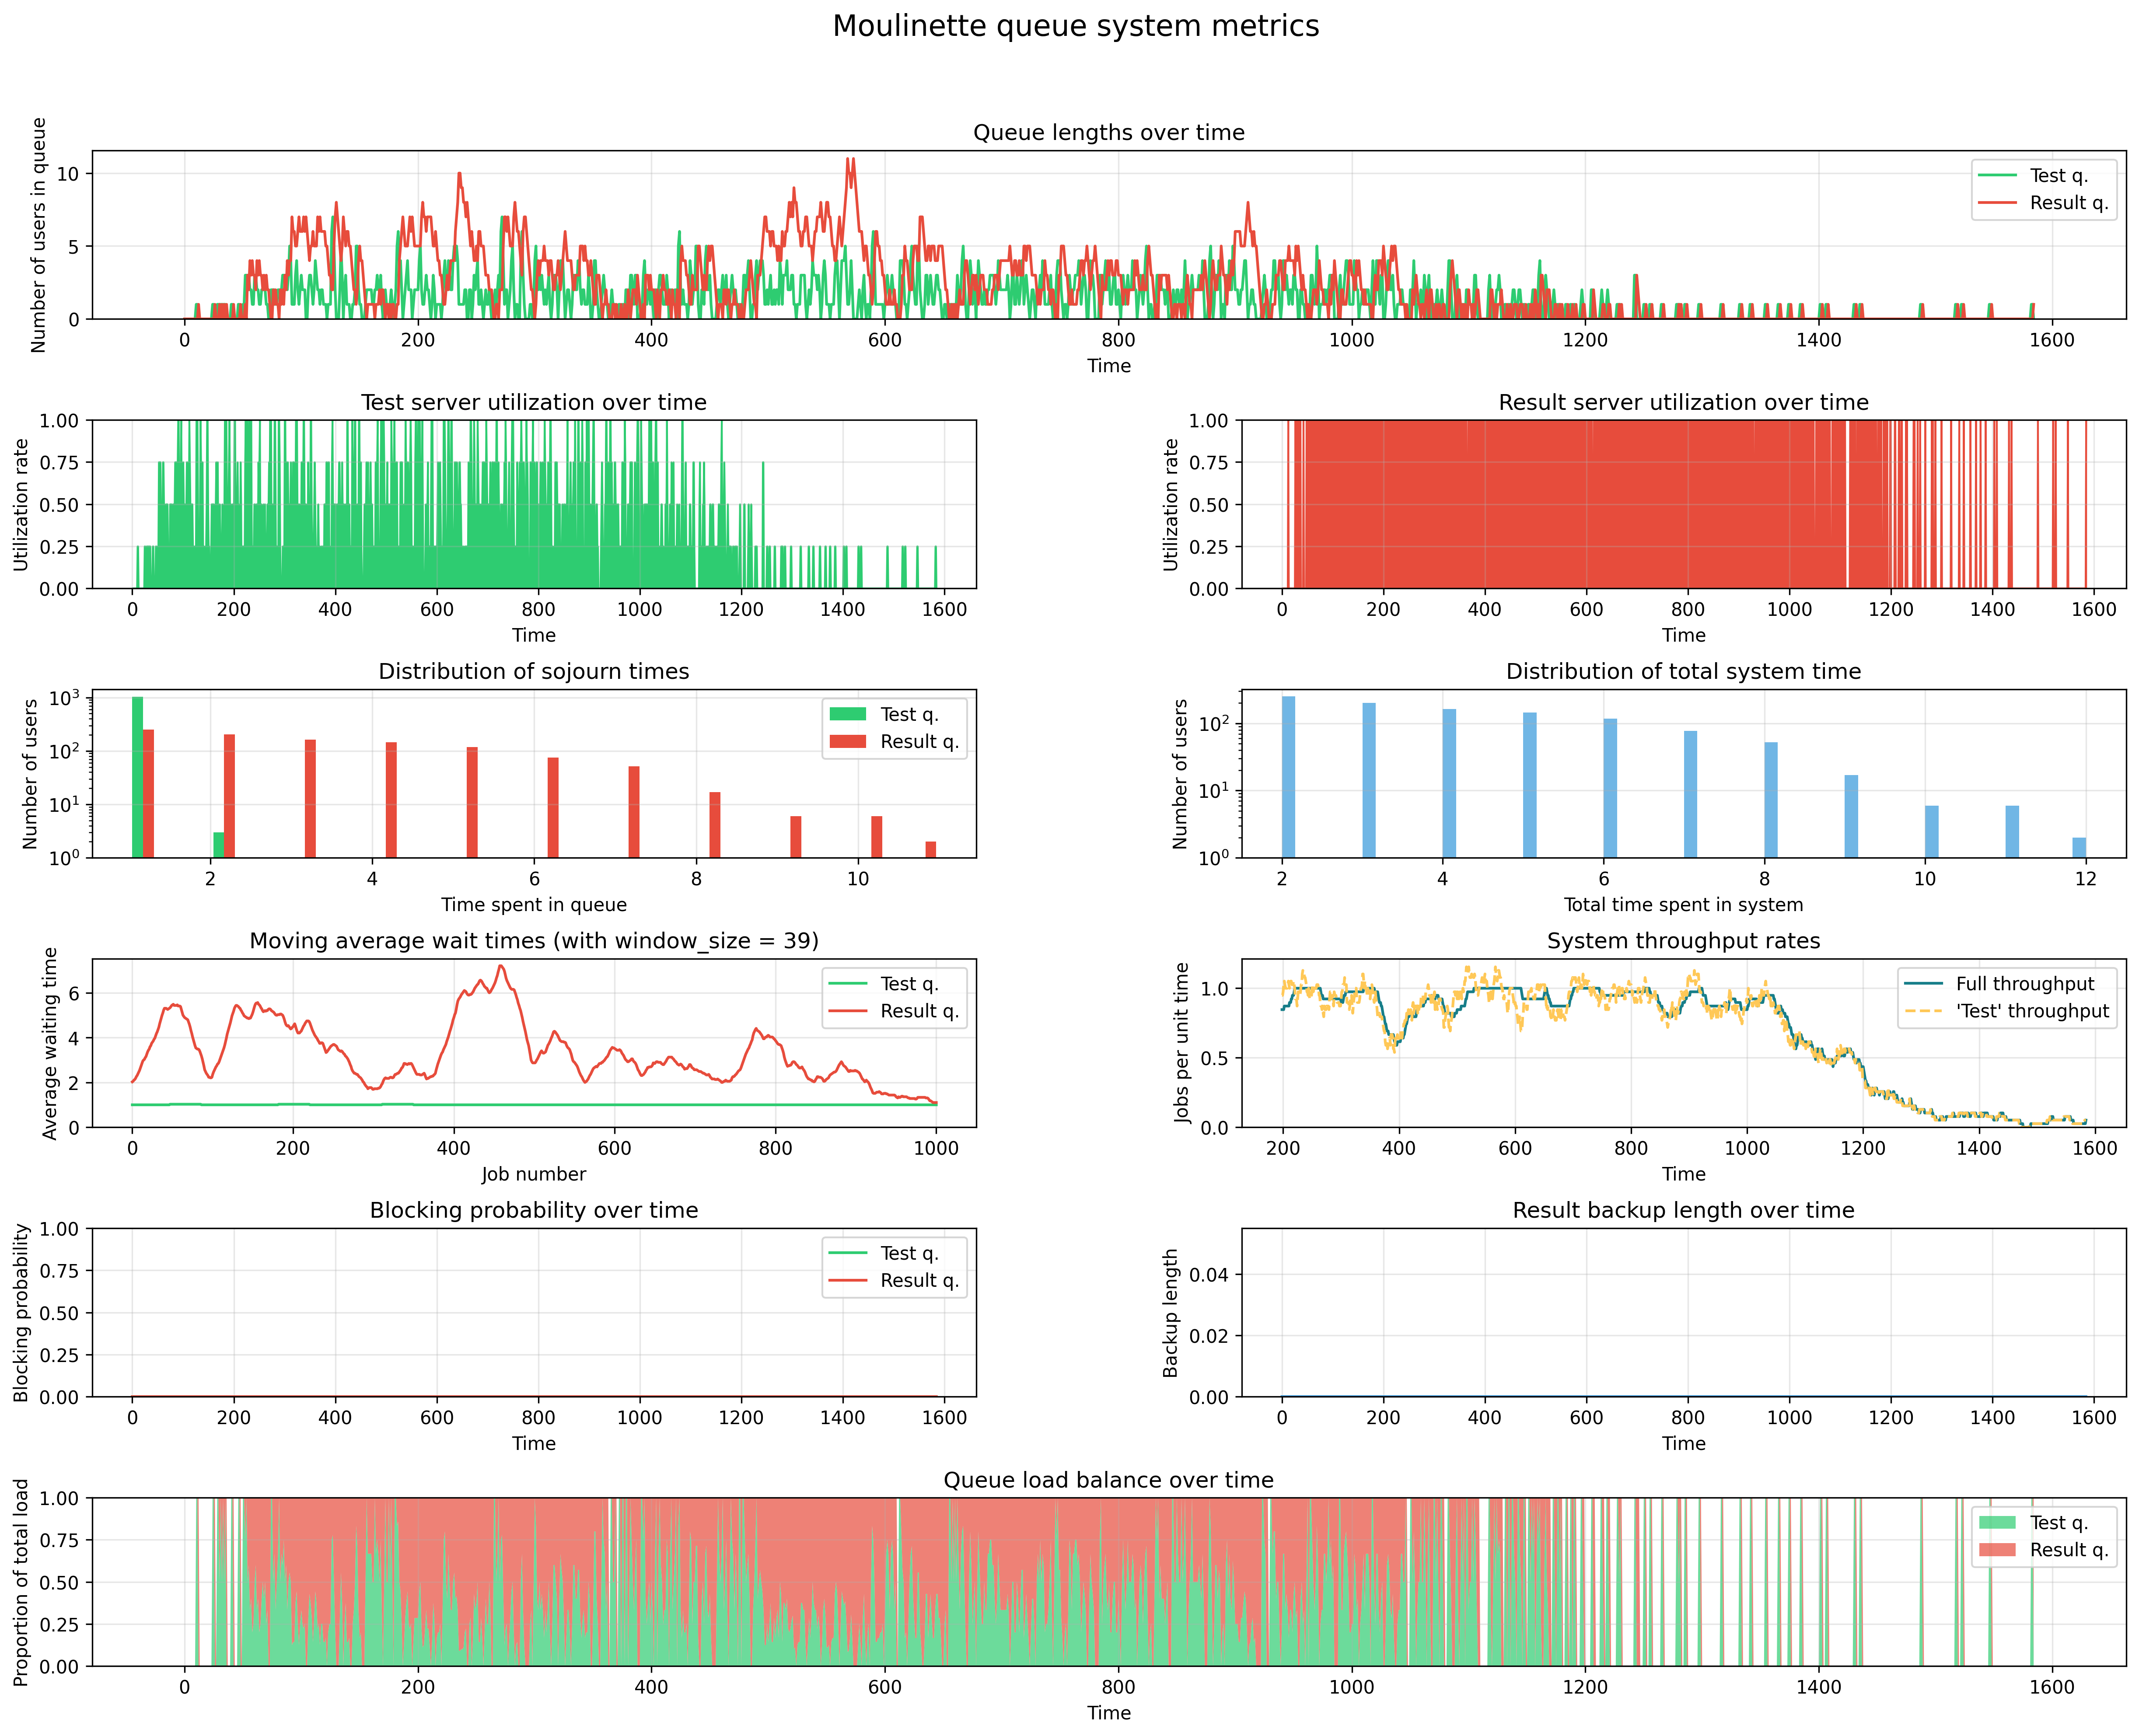 Moulinette queue system metrics
Queue lengths over time
Number of users in queue
10
5
0
Test q.
Result q.
0 200 400 600 800 1000 1200 1400 1600
Time
Test server utilization over time
Utilization rate
1.00
0.75
0.50
0.25
0.00
0 200 400 600 800 1000 1200 1400 1600
Time
Result server utilization over time
Utilization rate
1.00
0.75
0.50
0.25
0.00
0 200 400 600 800 1000 1200 1400 1600
Time
Distribution of sojourn times
Number of users
10³
10²
10¹
10⁰
Test q.
Result q.
2 4 6 8 10
Time spent in queue
Distribution of total system time
Number of users
10²
10¹
10⁰
2 4 6 8 10 12
Total time spent in system
Moving average wait times (with window_size = 39)
Average waiting time
6
4
2
0
Test q.
Result q.
0 200 400 600 800 1000
Job number
System throughput rates
Jobs per unit time
1.0
0.5
0.0
Full throughput
'Test' throughput
200 400 600 800 1000 1200 1400 1600
Time
Blocking probability over time
Blocking probability
1.00
0.75
0.50
0.25
0.00
Test q.
Result q.
0 200 400 600 800 1000 1200 1400 1600
Time
Result backup length over time
Backup length
0.04
0.02
0.00
0 200 400 600 800 1000 1200 1400 1600
Time
Queue load balance over time
Proportion of total load
1.00
0.75
0.50
0.25
0.00
Test q.
Result q.
0 200 400 600 800 1000 1200 1400 1600
Time